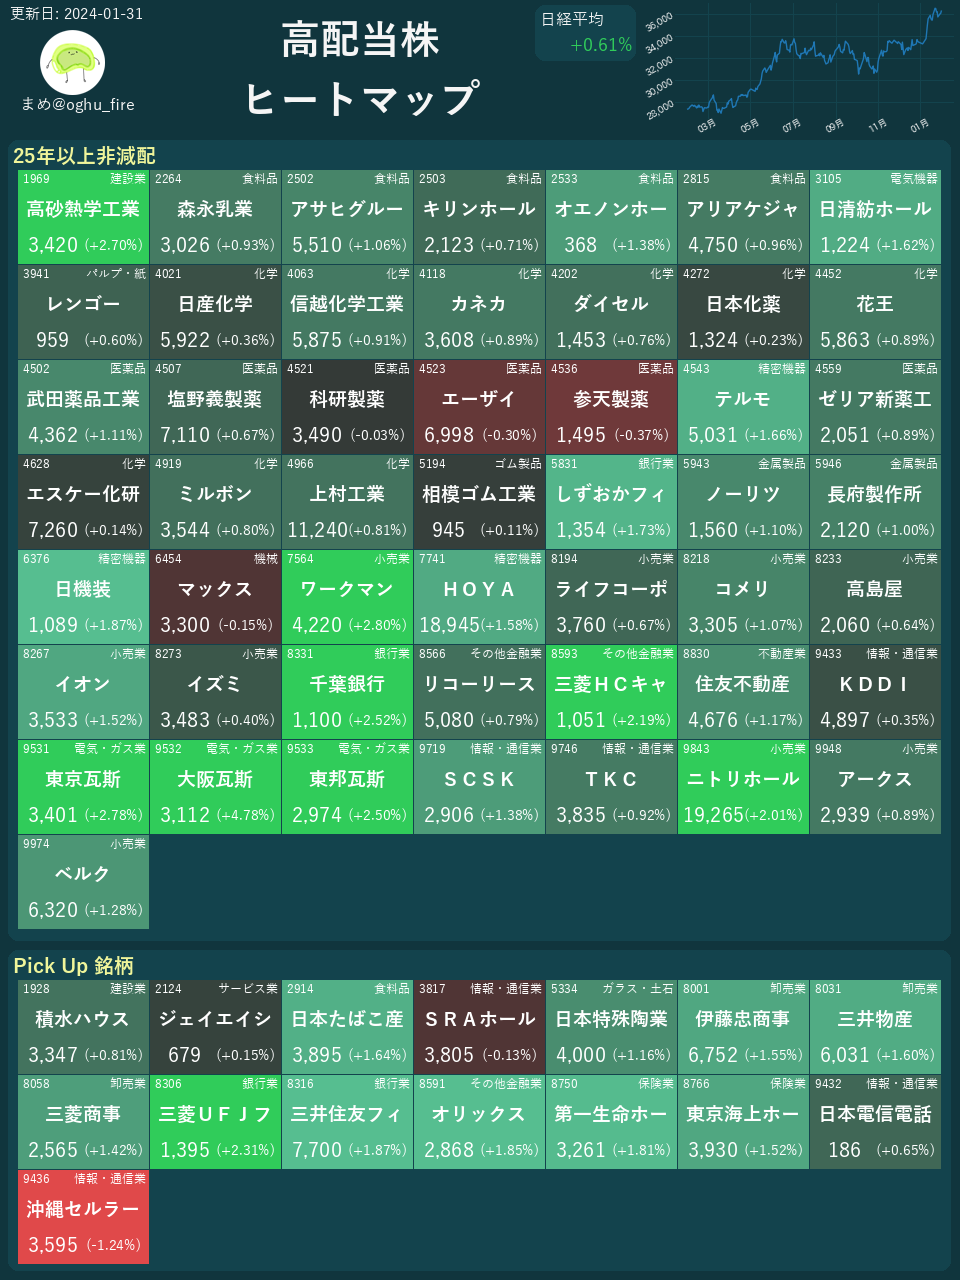 更新日: 2024-01-31
まめ@oghu_fire
高配当株
ヒートマップ
日経平均
+0.61%
36,000
34,000
32,000
30,000
28,000
03月 05月 07月 09月 11月 01月
25年以上非減配
1969 建設業 2264 食料品 2502 食料品 2503 食料品 2533 食料品 2815 食料品 3105 電気機器
高砂熱学工業 森永乳業 アサヒグルー キリンホール オエノンホー アリアケジャ 日清紡ホール
3,420 (+2.70%) 3,026 (+0.93%) 5,510 (+1.06%) 2,123 (+0.71%) 368 (+1.38%) 4,750 (+0.96%) 1,224 (+1.62%)
3941 パルプ・紙 4021 化学 4063 化学 4118 化学 4202 化学 4272 化学 4452 化学
レンゴー 日産化学 信越化学工業 カネカ ダイセル 日本化薬 花王
959 (+0.60%) 5,922 (+0.36%) 5,875 (+0.91%) 3,608 (+0.89%) 1,453 (+0.76%) 1,324 (+0.23%) 5,863 (+0.89%)
4502 医薬品 4507 医薬品 4521 医薬品 4523 医薬品 4536 医薬品 4543 精密機器 4559 医薬品
武田薬品工業 塩野義製薬 科研製薬 エーザイ 参天製薬 テルモ ゼリア新薬工
4,362 (+1.11%) 7,110 (+0.67%) 3,490 (-0.03%) 6,998 (-0.30%) 1,495 (-0.37%) 5,031 (+1.66%) 2,051 (+0.89%)
4628 化学 4919 化学 4966 化学 5194 ゴム製品 5831 銀行業 5943 金属製品 5946 金属製品
エスケー化研 ミルボン 上村工業 相模ゴム工業 しずおかフィ ノーリツ 長府製作所
7,260 (+0.14%) 3,544 (+0.80%) 11,240(+0.81%) 945 (+0.11%) 1,354 (+1.73%) 1,560 (+1.10%) 2,120 (+1.00%)
6376 精密機器 6454 機械 7564 小売業 7741 精密機器 8194 小売業 8218 小売業 8233 小売業
日機装 マックス ワークマン ＨＯＹＡ ライフコーポ コメリ 高島屋
1,089 (+1.87%) 3,300 (-0.15%) 4,220 (+2.80%) 18,945(+1.58%) 3,760 (+0.67%) 3,305 (+1.07%) 2,060 (+0.64%)
8267 小売業 8273 小売業 8331 銀行業 8566 その他金融業 8593 その他金融業 8830 不動産業 9433 情報・通信業
イオン イズミ 千葉銀行 リコーリース 三菱ＨＣキャ 住友不動産 ＫＤＤＩ
3,533 (+1.52%) 3,483 (+0.40%) 1,100 (+2.52%) 5,080 (+0.79%) 1,051 (+2.19%) 4,676 (+1.17%) 4,897 (+0.35%)
9531 電気・ガス業 9532 電気・ガス業 9533 電気・ガス業 9719 情報・通信業 9746 情報・通信業 9843 小売業 9948 小売業
東京瓦斯 大阪瓦斯 東邦瓦斯 ＳＣＳＫ ＴＫＣ ニトリホール アークス
3,401 (+2.78%) 3,112 (+4.78%) 2,974 (+2.50%) 2,906 (+1.38%) 3,835 (+0.92%) 19,265(+2.01%) 2,939 (+0.89%)
9974 小売業
ベルク
6,320 (+1.28%)
Pick Up 銘柄
1928 建設業 2124 サービス業 2914 食料品 3817 情報・通信業 5334 ガラス・土石 8001 卸売業 8031 卸売業
積水ハウス ジェイエイシ 日本たばこ産 ＳＲＡホール 日本特殊陶業 伊藤忠商事 三井物産
3,347 (+0.81%) 679 (+0.15%) 3,895 (+1.64%) 3,805 (-0.13%) 4,000 (+1.16%) 6,752 (+1.55%) 6,031 (+1.60%)
8058 卸売業 8306 銀行業 8316 銀行業 8591 その他金融業 8750 保険業 8766 保険業 9432 情報・通信業
三菱商事 三菱ＵＦＪフ 三井住友フィ オリックス 第一生命ホー 東京海上ホー 日本電信電話
2,565 (+1.42%) 1,395 (+2.31%) 7,700 (+1.87%) 2,868 (+1.85%) 3,261 (+1.81%) 3,930 (+1.52%) 186 (+0.65%)
9436 情報・通信業
沖縄セルラー
3,595 (-1.24%)